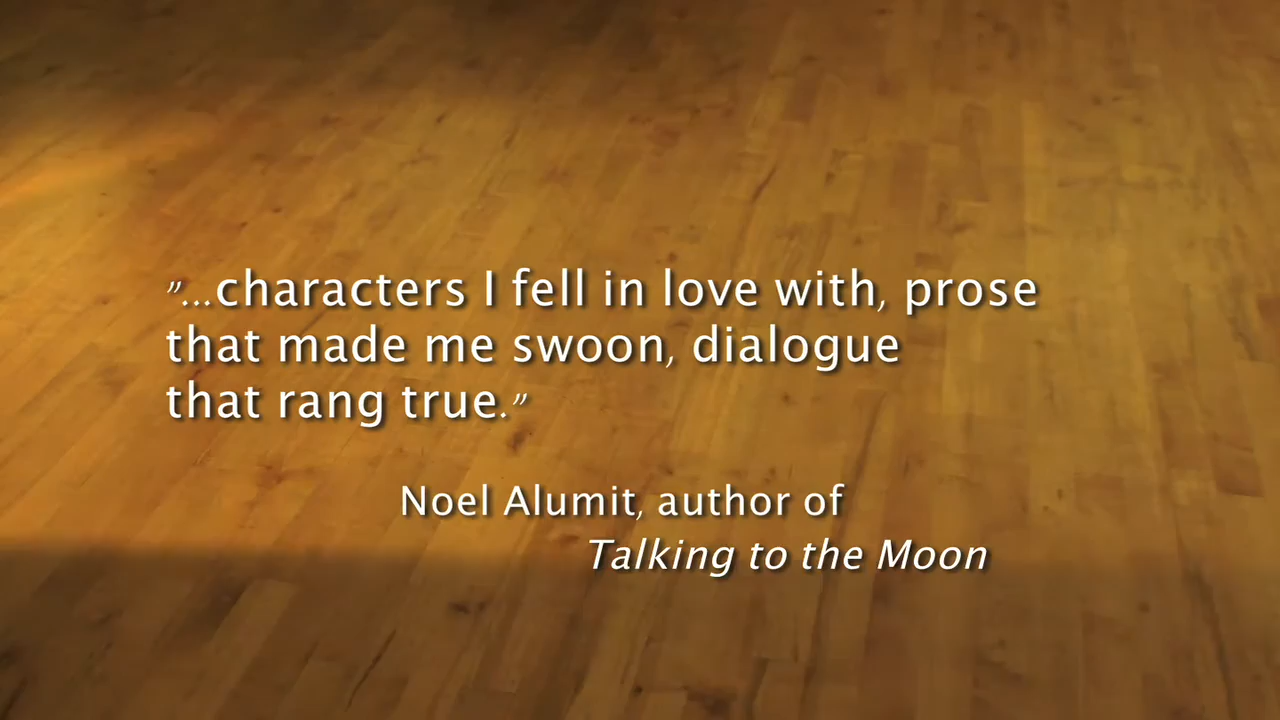 ”...characters I fell in love with, prose
that made me swoon, dialogue
that rang true.”
Noel Alumit, author of
Talking to the Moon